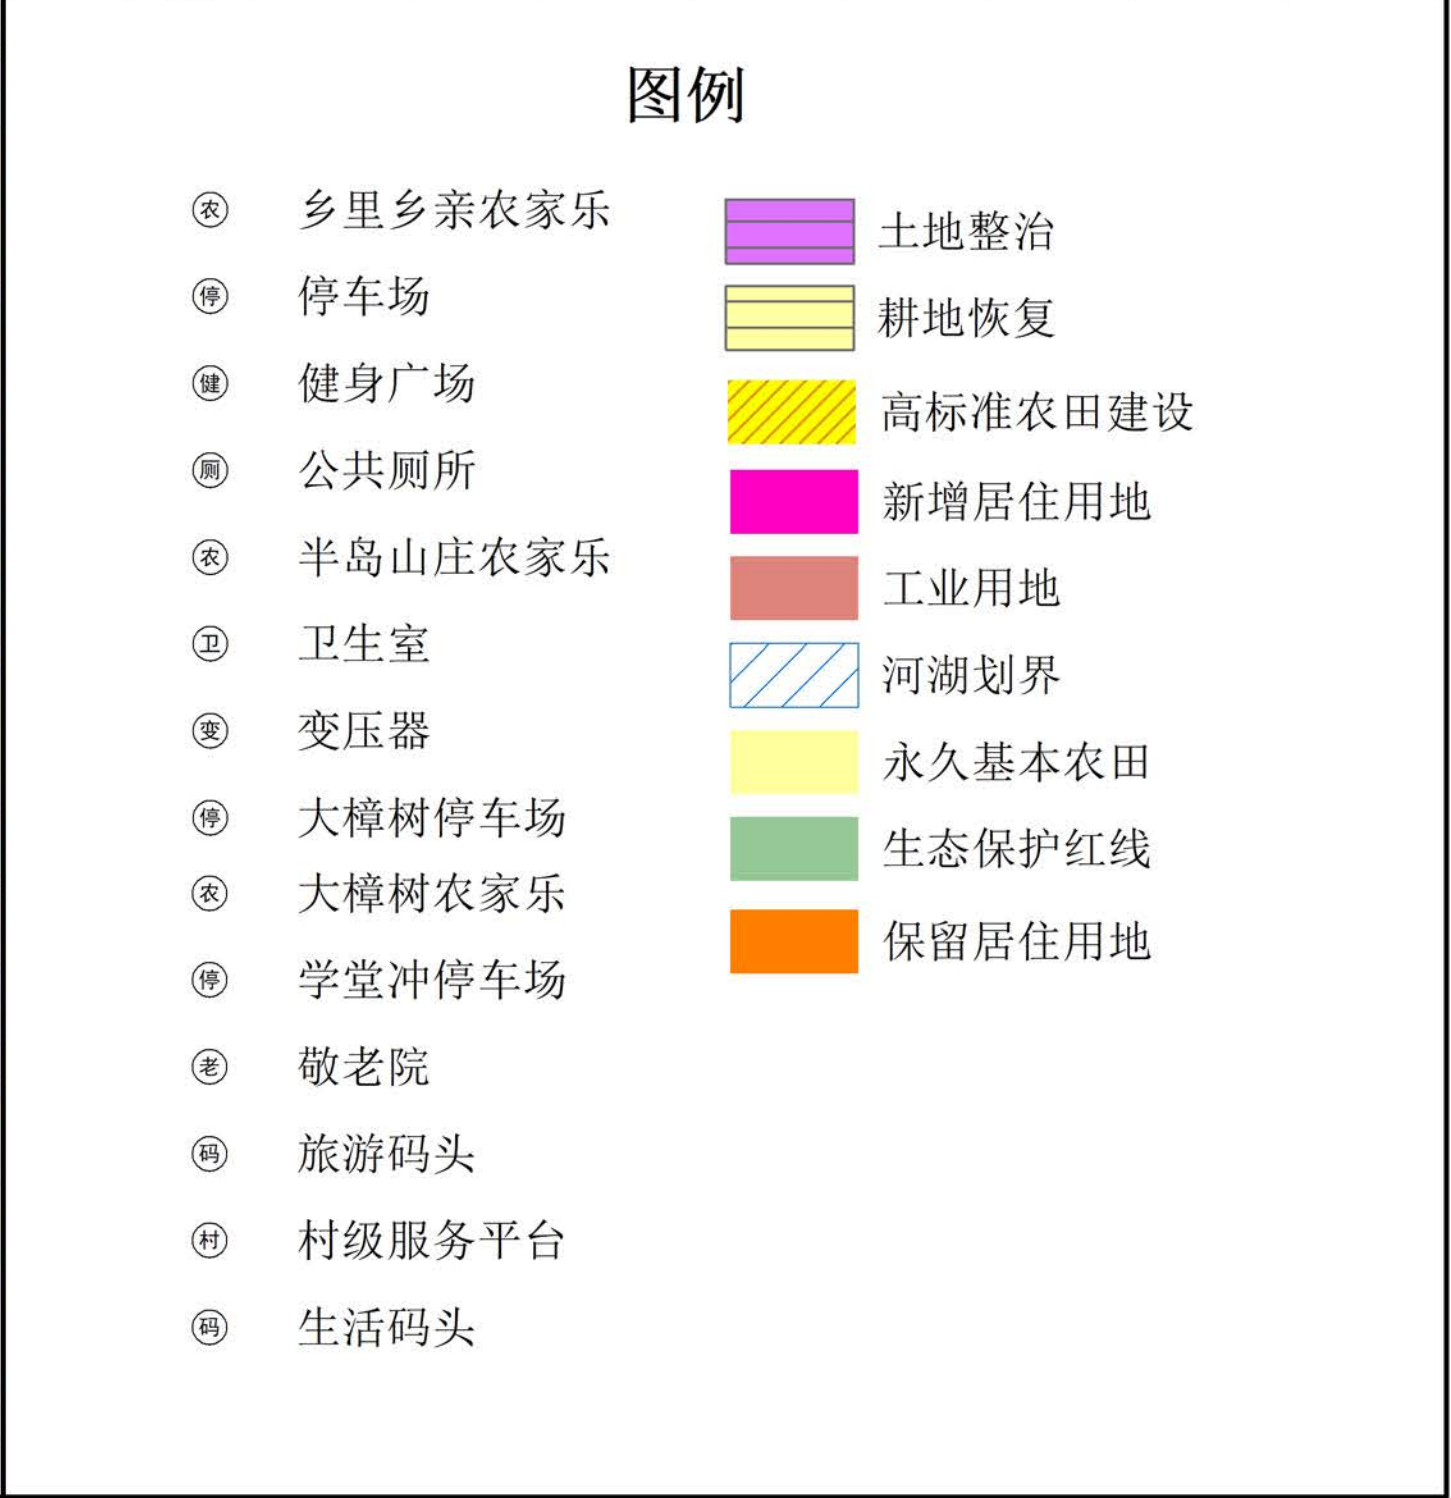 图例
农 乡里乡亲农家乐
停 停车场
健 健身广场
厕 公共厕所
农 半岛山庄农家乐
卫 卫生室
变 变压器
停 大樟树停车场
农 大樟树农家乐
停 学堂冲停车场
老 敬老院
码 旅游码头
村 村级服务平台
码 生活码头
土地整治
耕地恢复
高标准农田建设
新增居住用地
工业用地
河湖划界
永久基本农田
生态保护红线
保留居住用地